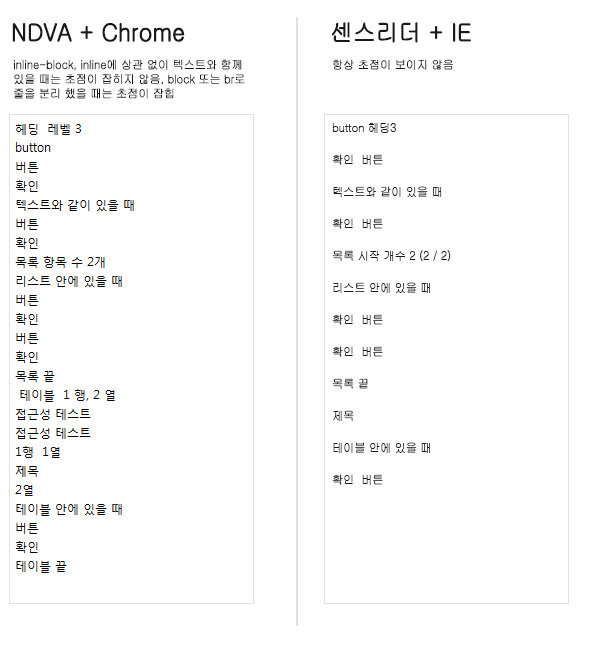 NDVA + Chrome
inline-block, inline에 상관 없이 텍스트와 함께
있을 때는 초점이 잡히지 않음, block 또는 br로
줄을 분리 했을 때는 초점이 잡힘
헤딩  레벨 3
button
버튼
확인
텍스트와 같이 있을 때
버튼
확인
목록 항목 수 2개
리스트 안에 있을 때
버튼
확인
버튼
확인
목록 끝
테이블  1 행, 2 열
접근성 테스트
접근성 테스트
1행  1열
제목
2열
테이블 안에 있을 때
버튼
확인
테이블 끝
센스리더 + IE
항상 초점이 보이지 않음
button 헤딩3
확인  버튼
텍스트와 같이 있을 때
확인  버튼
목록 시작 개수 2 (2 / 2)
리스트 안에 있을 때
확인  버튼
확인  버튼
목록 끝
제목
테이블 안에 있을 때
확인  버튼